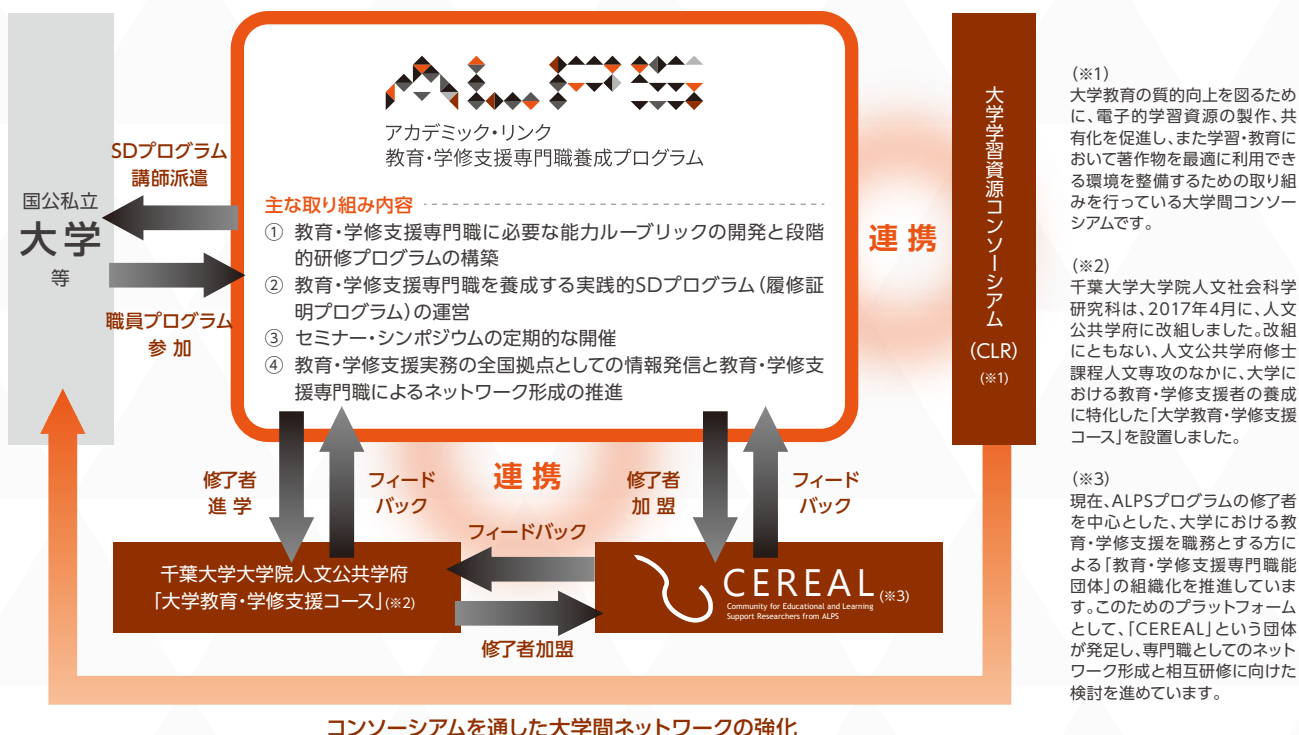 ALPS
アカデミック・リンク
教育・学修支援専門職養成プログラム
主な取り組み内容
① 教育・学修支援専門職に必要な能力ルーブリックの開発と段階
的研修プログラムの構築
② 教育・学修支援専門職を養成する実践的SDプログラム（履修証
明プログラム）の運営
③ セミナー・シンポジウムの定期的な開催
④ 教育・学修支援実務の全国拠点としての情報発信と教育・学修支
援専門職によるネットワーク形成の推進
国公私立
大学
等
SDプログラム
講師派遣
職員プログラム
参 加
連 携
大学学習資源コンソーシアム
(CLR)
(※1)
修了者
進 学
フィード
バック
連 携
修了者
加 盟
フィード
バック
フィードバック
千葉大学大学院人文公共学府
「大学教育・学修支援コース」(※2)
CEREAL (※3)
Community for Educational and Learning
Support Researchers from ALPS
修了者加盟
コンソーシアムを通した大学間ネットワークの強化
(※1)
大学教育の質的向上を図るため
に、電子的学習資源の製作、共
有化を促進し、また学習・教育に
おいて著作物を最適に利用でき
る環境を整備するための取り組
みを行っている大学間コンソー
シアムです。
(※2)
千葉大学大学院人文社会科学
研究科は、2017年4月に、人文
公共学府に改組しました。改組
にともない、人文公共学府修士
課程人文専攻のなかに、大学に
おける教育・学修支援者の養成
に特化した「大学教育・学修支援
コース」を設置しました。
(※3)
現在、ALPSプログラムの修了者
を中心とした、大学における教
育・学修支援を職務とする方に
よる「教育・学修支援専門職能
団体」の組織化を推進していま
す。このためのプラットフォーム
として、「CEREAL」という団体
が発足し、専門職としてのネット
ワーク形成と相互研修に向けた
検討を進めています。